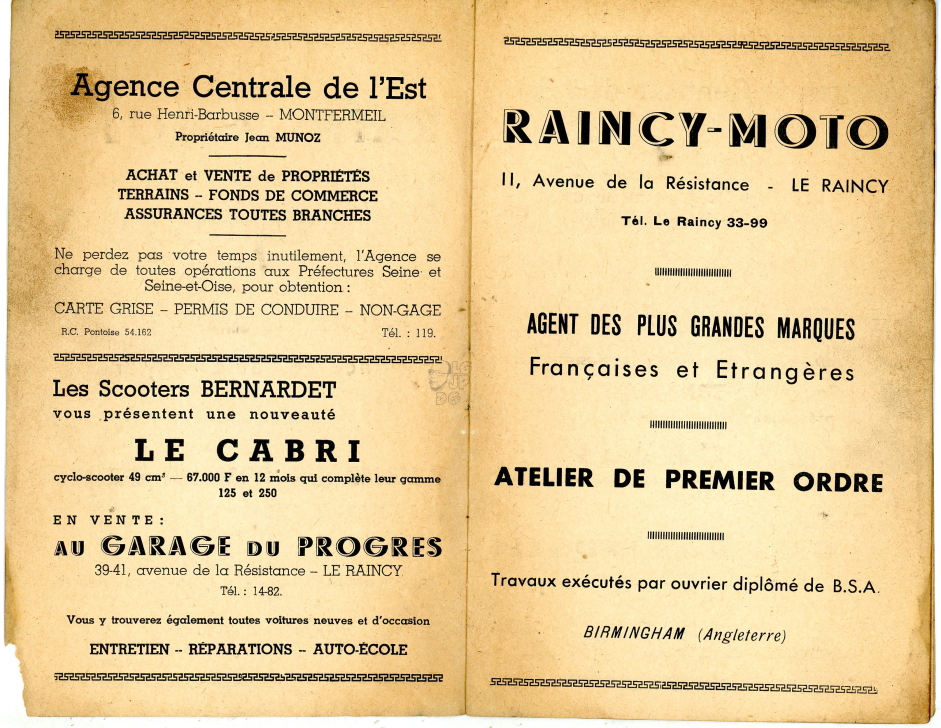 Agence Centrale de l'Est
6, rue Henri-Barbusse -- MONTFERMEIL
Propriétaire Jean MUNOZ
ACHAT et VENTE de PROPRIÉTÉS
TERRAINS -- FONDS DE COMMERCE
ASSURANCES TOUTES BRANCHES
Ne perdez pas votre temps inutilement, l'Agence se
charge de toutes opérations aux Préfectures Seine et
Seine-et-Oise, pour obtention :
CARTE GRISE -- PERMIS DE CONDUIRE -- NON-GAGE
R.C. Pontoise 54.162 Tél. : 119.
Les Scooters BERNARDET
vous présentent une nouveauté
LE CABRI
cyclo-scooter 49 cm³ — 67.000 F en 12 mois qui complète leur gamme
125 et 250
EN VENTE :
AU GARAGE DU PROGRES
39-41, avenue de la Résistance -- LE RAINCY
Tél. : 14-82.
Vous y trouverez également toutes voitures neuves et d'occasion
ENTRETIEN -- RÉPARATIONS -- AUTO-ÉCOLE
RAINCY-MOTO
11, Avenue de la Résistance - LE RAINCY
Tél. Le Raincy 33-99
AGENT DES PLUS GRANDES MARQUES
Françaises et Etrangères
ATELIER DE PREMIER ORDRE
Travaux exécutés par ouvrier diplômé de B.S.A.
BIRMINGHAM (Angleterre)